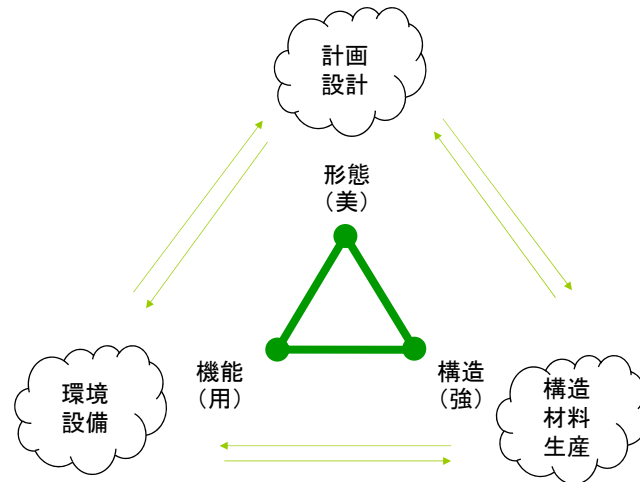 計画
設計
形態
（美）
機能
（用）
構造
（強）
環境
設備
構造
材料
生産